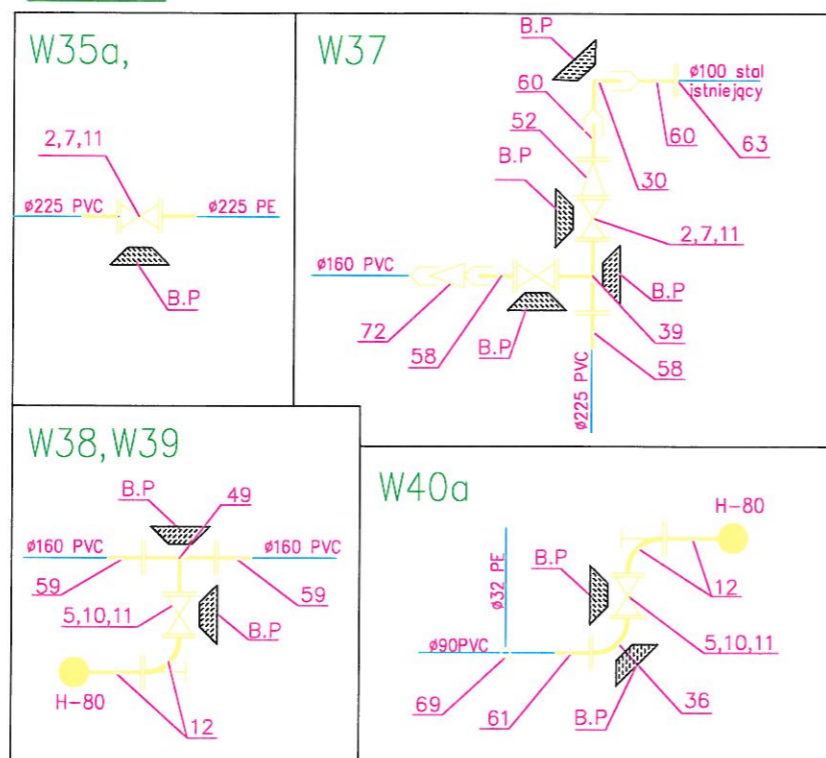 W35a,
2,7,11
ø225 PVC
ø225 PE
B.P
W37
B.P
60
ø100 stal
istniejący
52
60
63
B.P
30
2,7,11
ø160 PVC
B.P
72
58
B.P
39
58
ø225 PVC
W38,W39
B.P
49
ø160 PVC
ø160 PVC
59
59
5,10,11
B.P
H-80
12
W40a
H-80
ø32 PE
B.P
12
ø90PVC
5,10,11
69
61
B.P
36